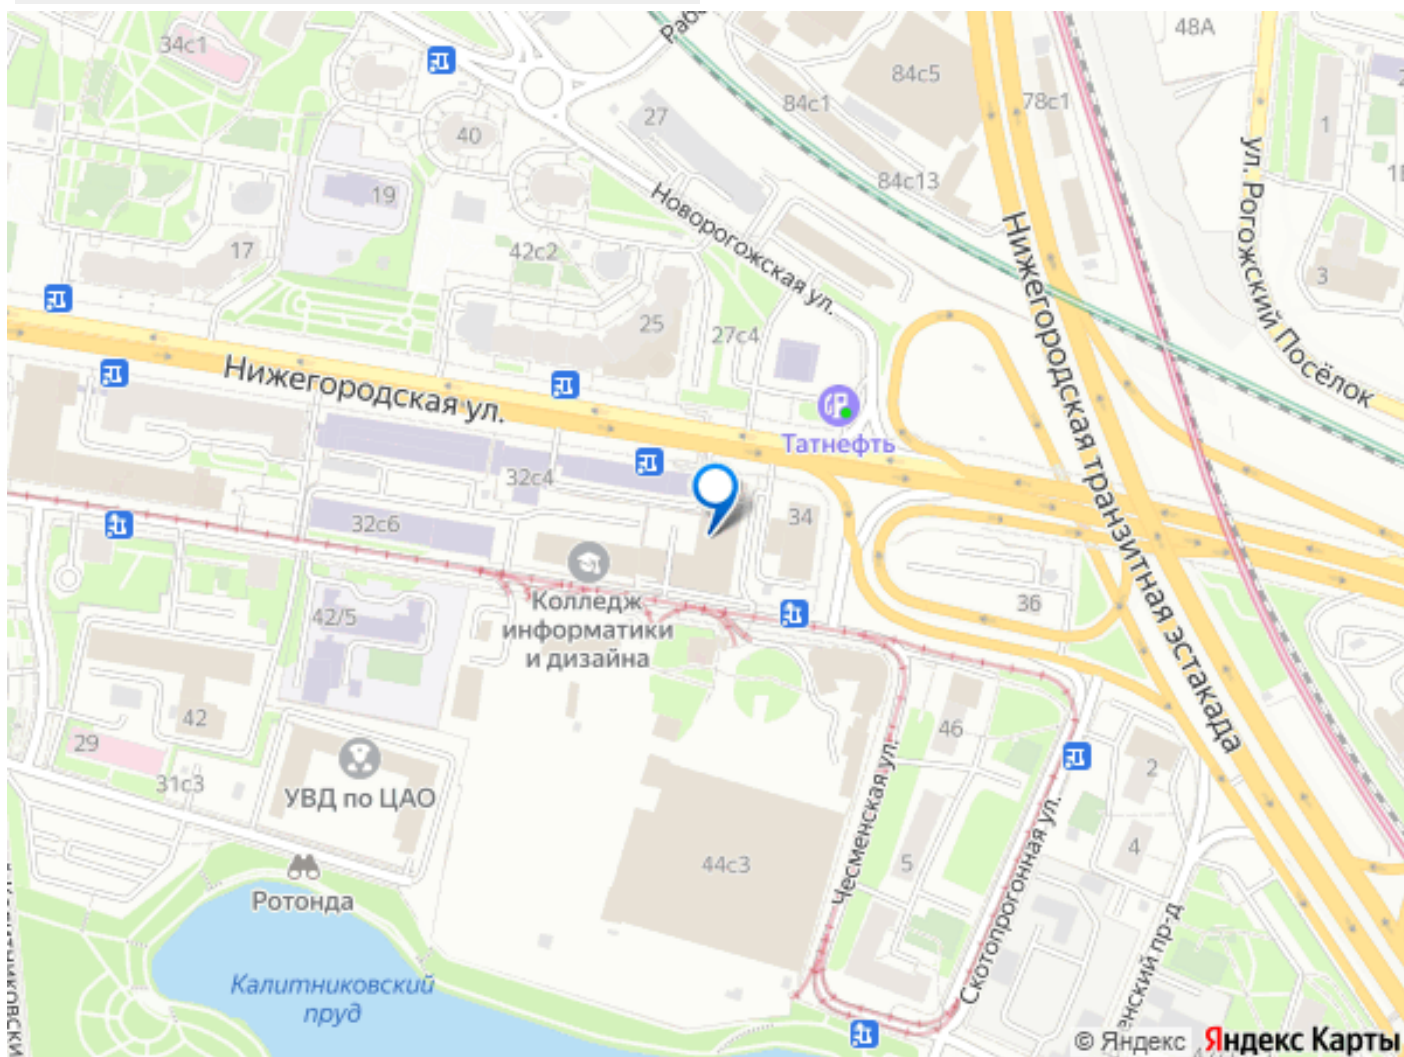 34с1
48А
84с5
84с1
78с1
27
1
40
84с13
ул. Рогожский Посёлок
19
Новорогожская ул.
17
42с2
3
25
27с4
Нижегородская транзитная эстакада
Нижегородская ул.
Татнефть
32с4
34
32с6
36
Колледж
информатики
и дизайна
42/5
42
46
29
31с3
УВД по ЦАО
2
4
44с3
5
Чесменская ул.
Скотопрогонная ул.
Ротонда
Калитниковский
пруд
енский пр-д
© Яндекс Яндекс Карты